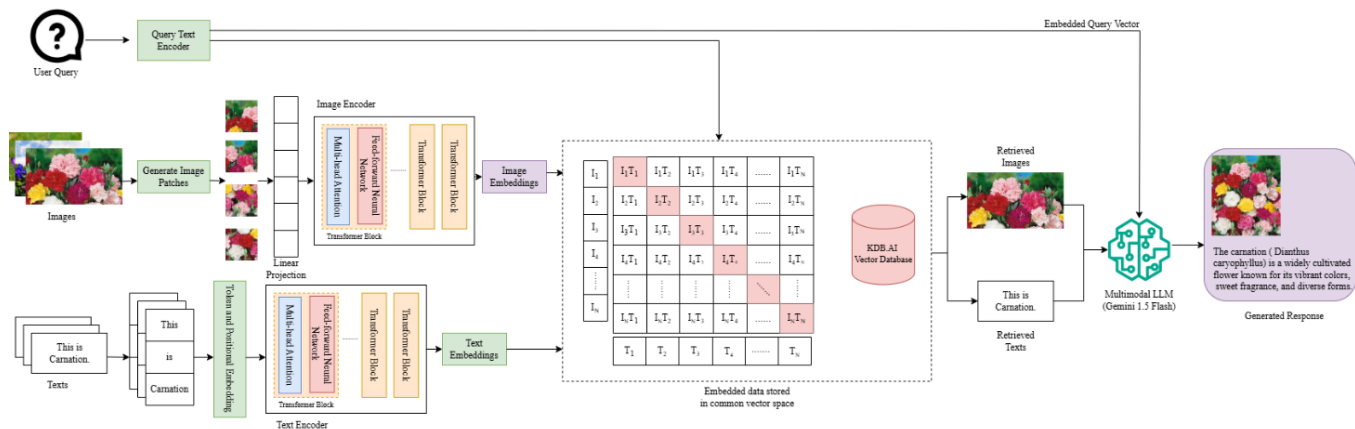 Embedded Query Vector
Query Text
Encoder
User Query
Image Encoder
Multi-head Attention
Feed-forward Neural
Network
........
Transformer Block
Transformer Block
Transformer Block
Generate Image
Patches
Images
Linear
Projection
Image
Embeddings
I1
I2
I3
I4
IN
I1T1 I1T2 I1T3 I1T4 ...... I1TN
I2T1 I2T2 I2T3 I2T4 ...... I2TN
I3T1 I3T2 I3T3 I3T4 ...... I3TN
I4T1 I4T2 I4T3 ...... I4TN
INT1 INT2 INT3 INT4 ...... INTN
T1 T2 T3 T4 ....... TN
KDB.AI
Vector Database
Embedded data stored
in common vector space
Retrieved
Images
This is
Carnation.
Retrieved
Texts
Multimodal LLM
(Gemini 1.5 Flash)
The carnation ( Dianthus
caryophyllus) is a widely cultivated
flower known for its vibrant colors,
sweet fragrance, and diverse forms.
Generated Response
This is
Carnation.
Texts
This
is
Carnation
Token and Positional Embedding
Multi-head Attention
Feed-forward Neural
Network
........
Transformer Block
Transformer Block
Transformer Block
Text Encoder
Text
Embeddings